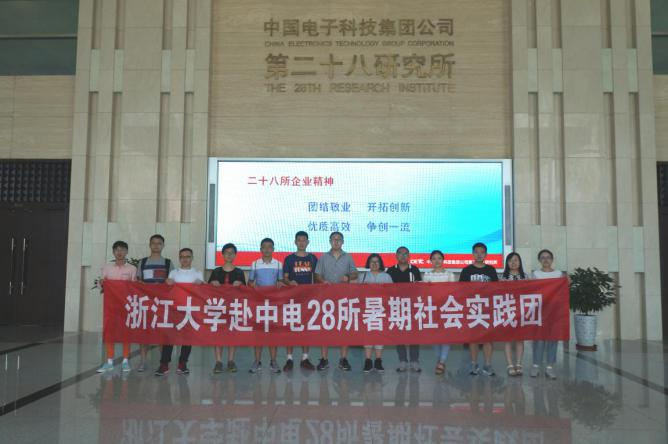 中国电子科技集团公司
CHINA ELECTRONICS TECHNOLOGY GROUP CORPORATION
第二十八研究所
THE 28TH RESEARCH INSTITUTE
二十八所企业精神
团结敬业 开拓创新
优质高效 争创一流
浙江大学赴中电28所暑期社会实践团